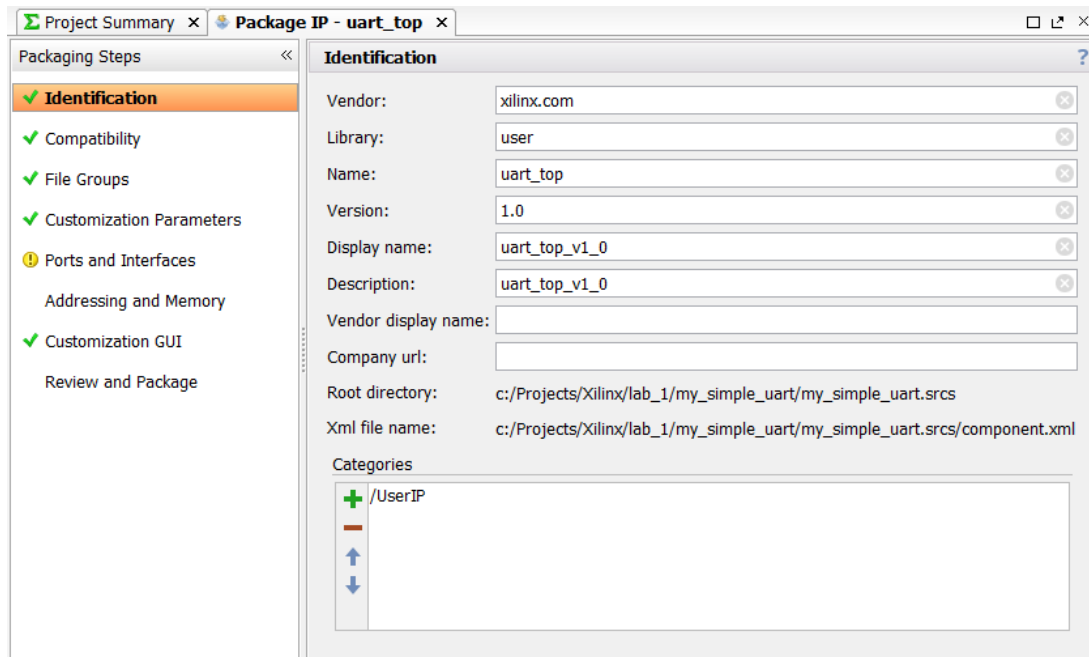 Project Summary
Package IP - uart_top
Packaging Steps
Identification
Compatibility
File Groups
Customization Parameters
Ports and Interfaces
Addressing and Memory
Customization GUI
Review and Package
Identification
Vendor: xilinx.com
Library: user
Name: uart_top
Version: 1.0
Display name: uart_top_v1_0
Description: uart_top_v1_0
Vendor display name:
Company url:
Root directory: c:/Projects/Xilinx/lab_1/my_simple_uart/my_simple_uart.srcs
Xml file name: c:/Projects/Xilinx/lab_1/my_simple_uart/my_simple_uart.srcs/component.xml
Categories
/UserIP